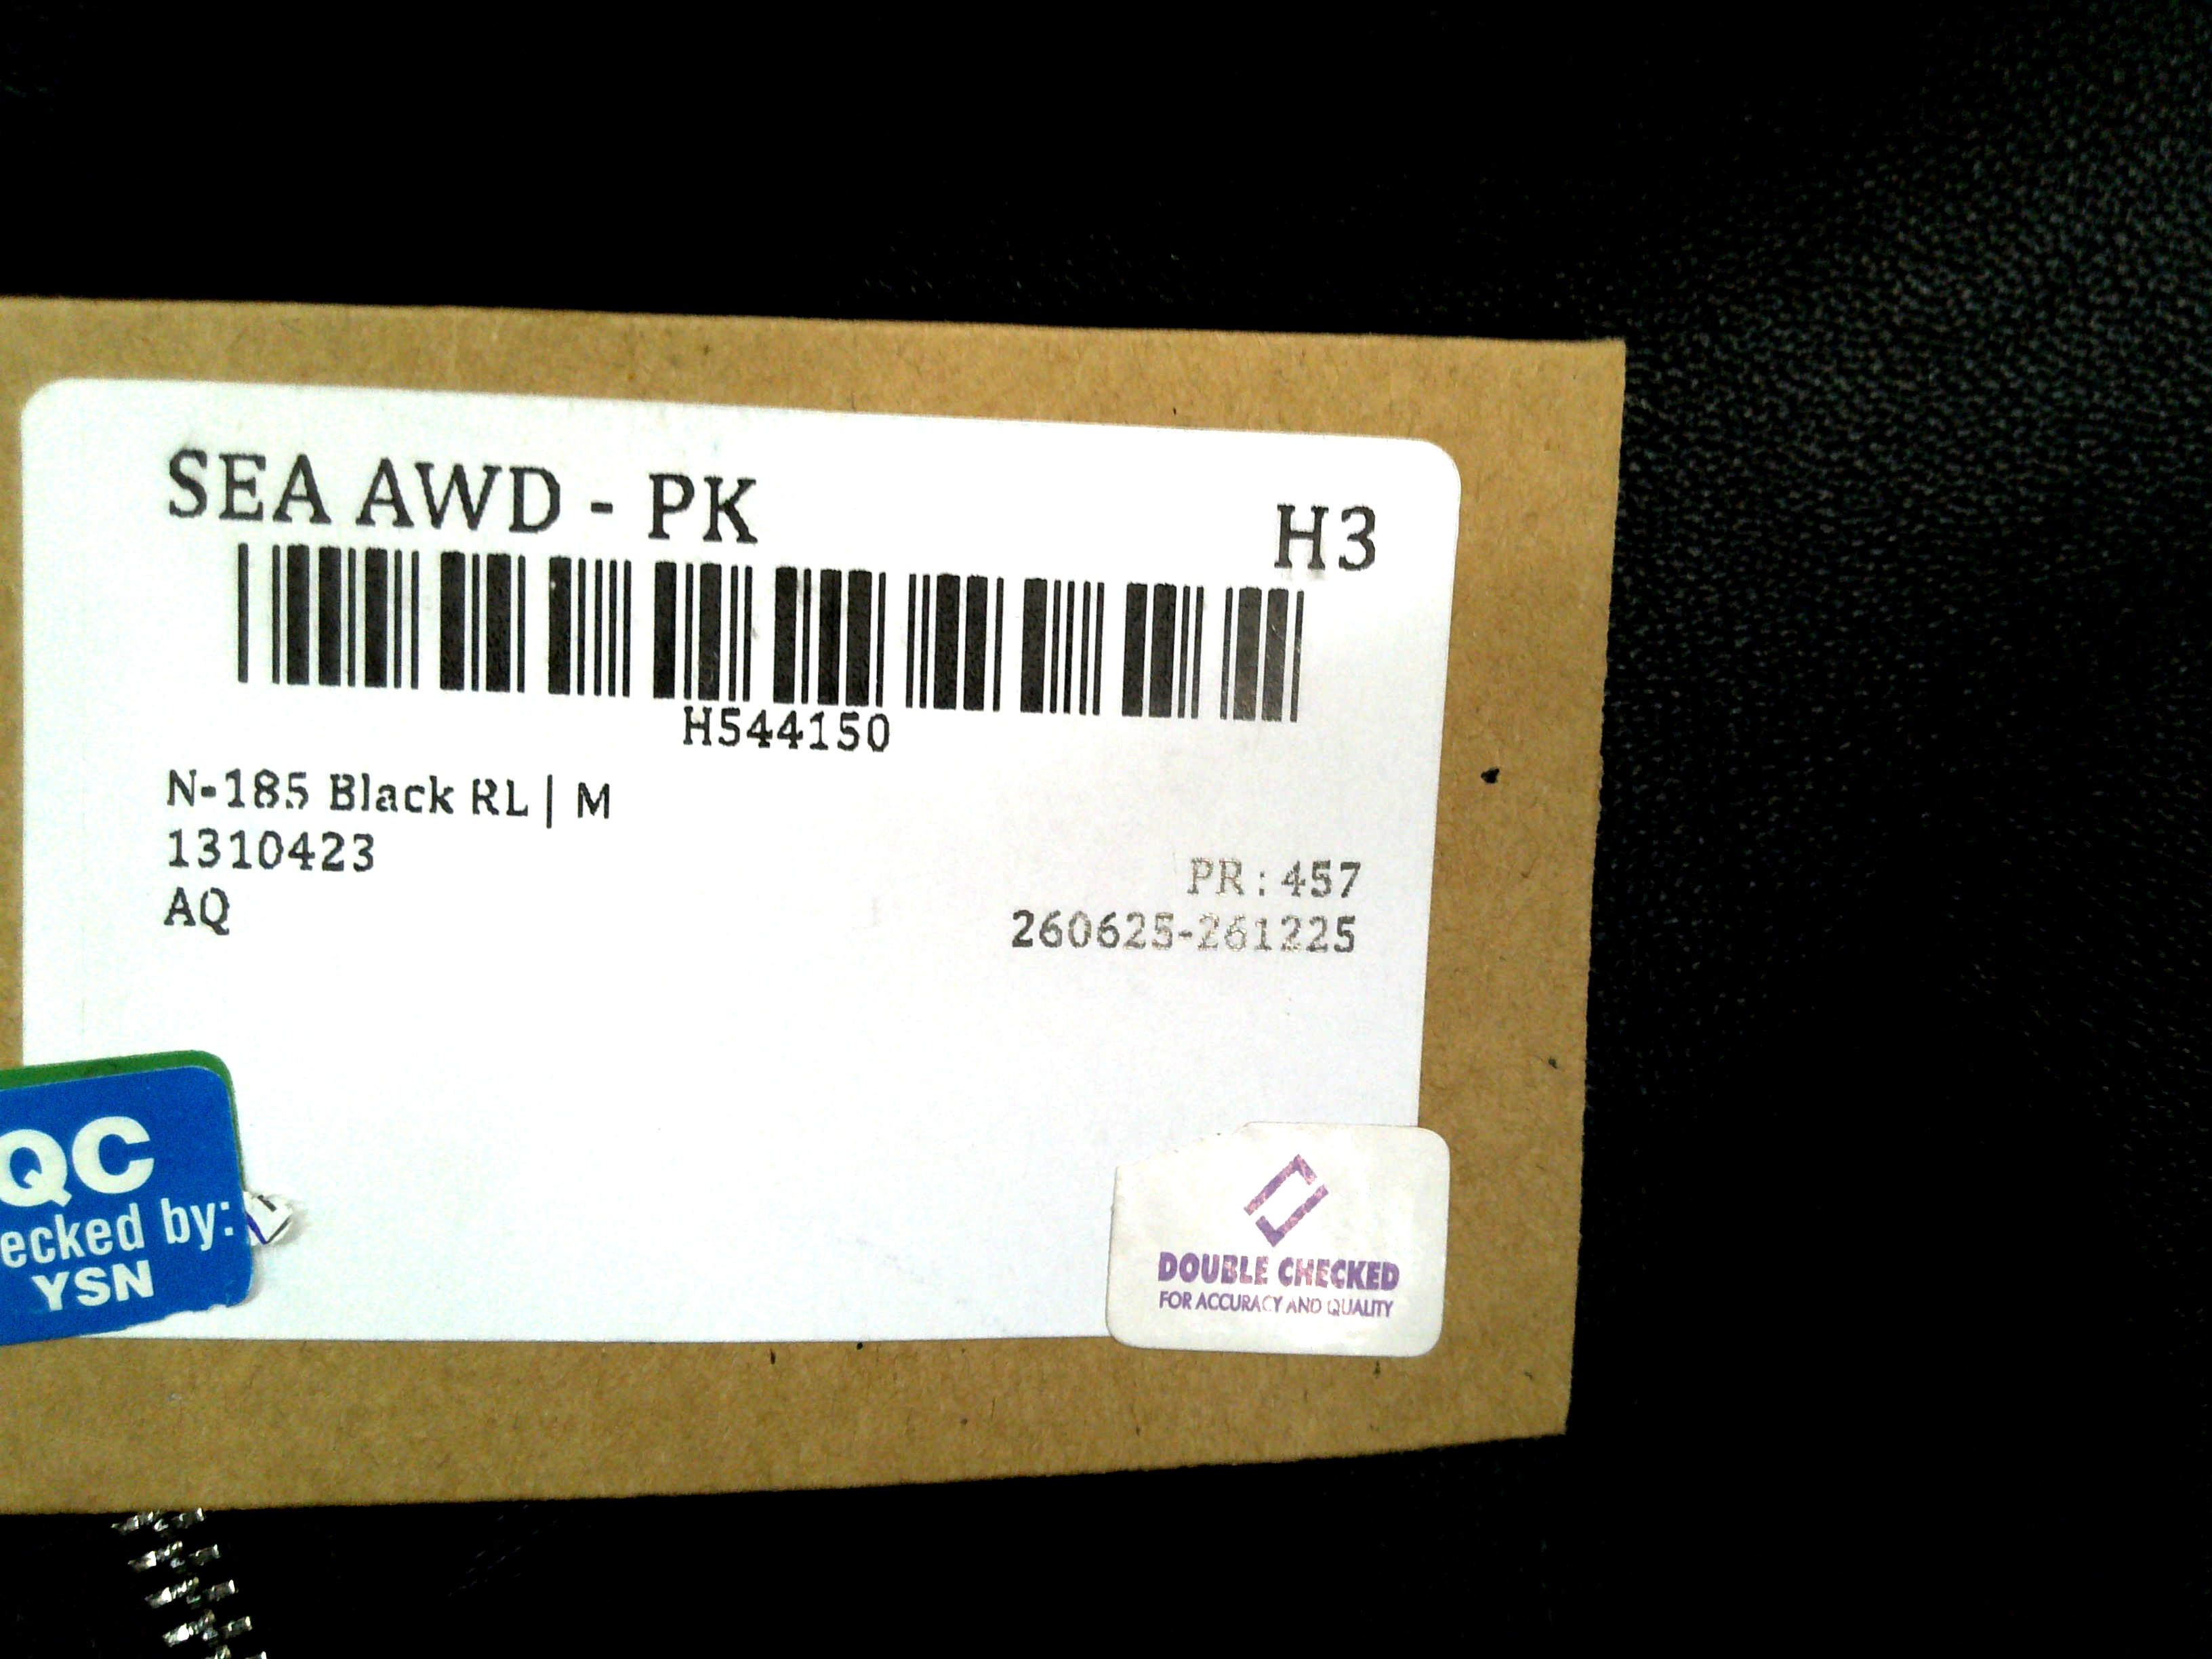 SEA AWD - PK
H3
H544150
N-185 Black RL | M
1310423
AQ
PR : 457
260625-261225
QC
ecked by:
YSN
DOUBLE CHECKED
FOR ACCURACY AND QUALITY